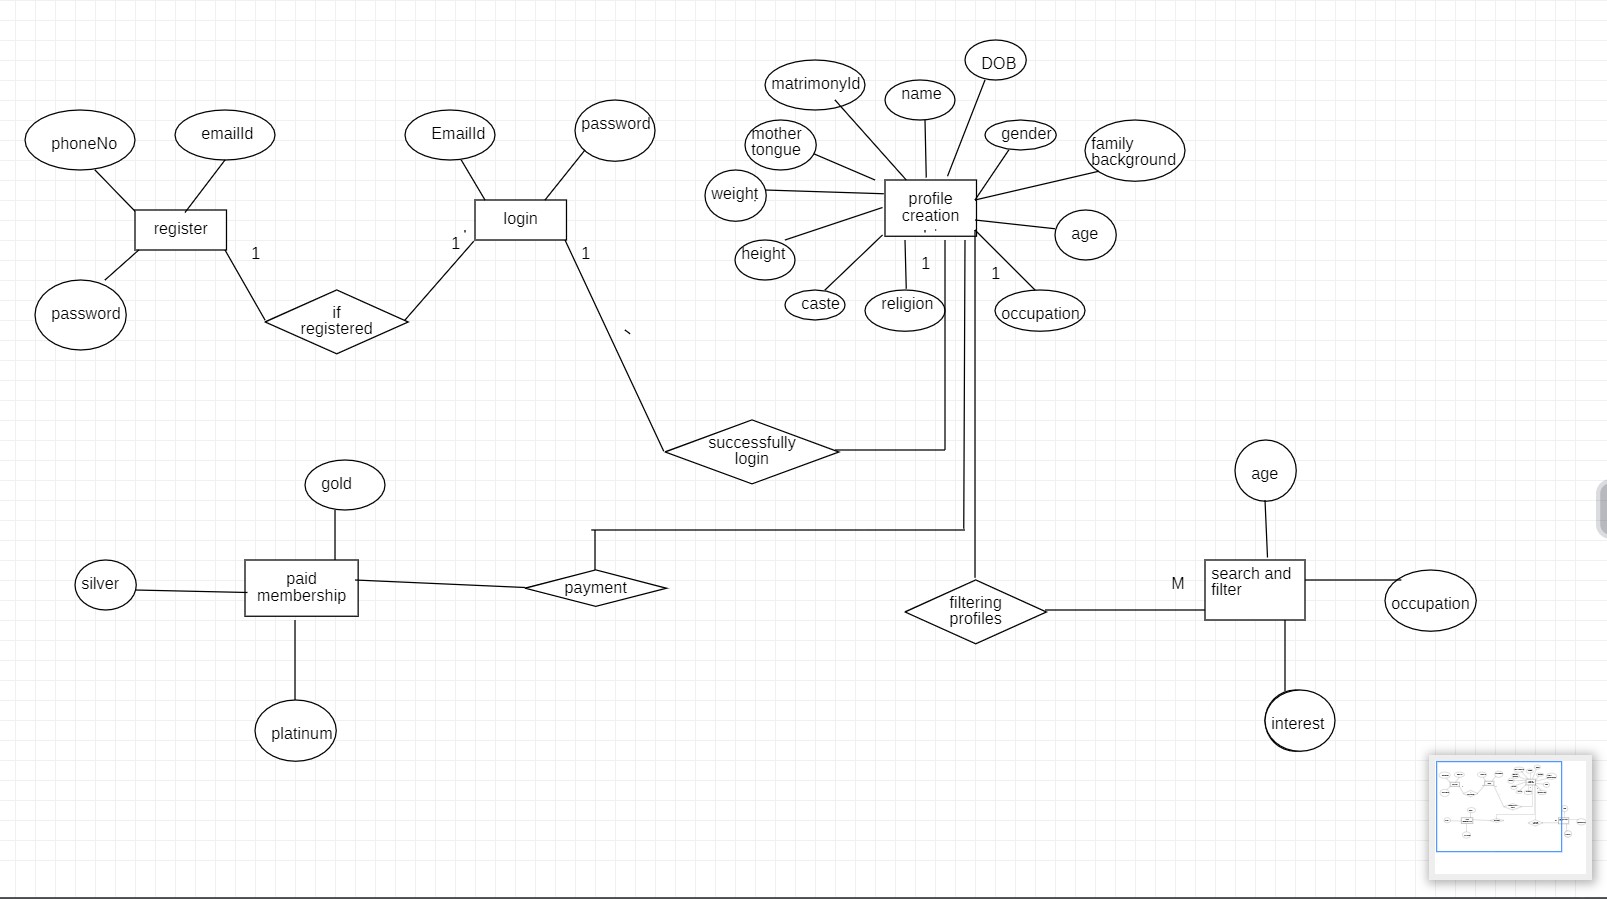 DOB
matrimonyId
name
phoneNo
emailId
EmailId
password
mother
tongue
gender
family
background
weight
profile
creation
register
login
age
1
1
1
height
1
1
password
if
registered
caste
religion
occupation
successfully
login
gold
age
silver
paid
membership
payment
filtering
profiles
M
search and
filter
occupation
platinum
interest